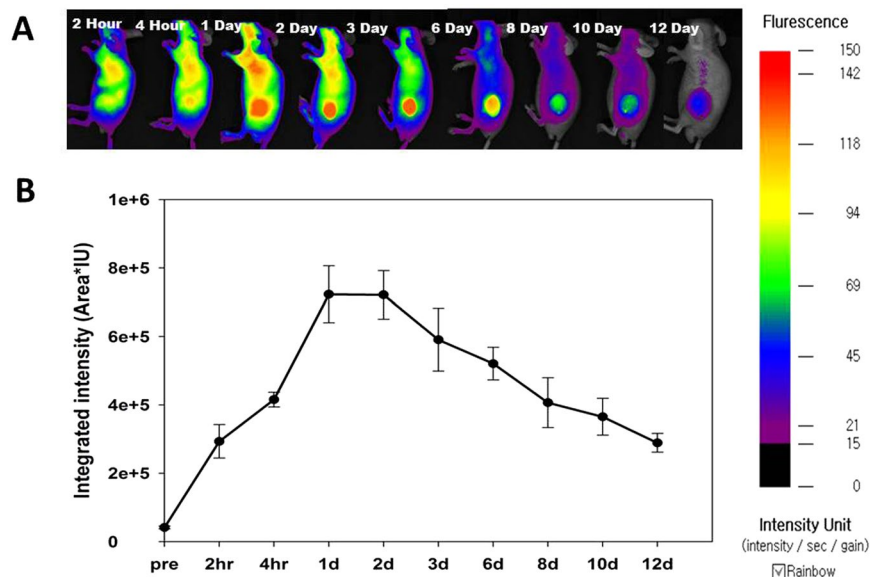 A
2 Hour 4 Hour 1 Day 2 Day 3 Day 6 Day 8 Day 10 Day 12 Day
Flurescence
150
142
118
94
69
45
21
15
0
Intensity Unit
(intensity / sec / gain)
Rainbow
B
Integrated intensity (Area*IU)
1e+6
8e+5
6e+5
4e+5
2e+5
0
pre 2hr 4hr 1d 2d 3d 6d 8d 10d 12d